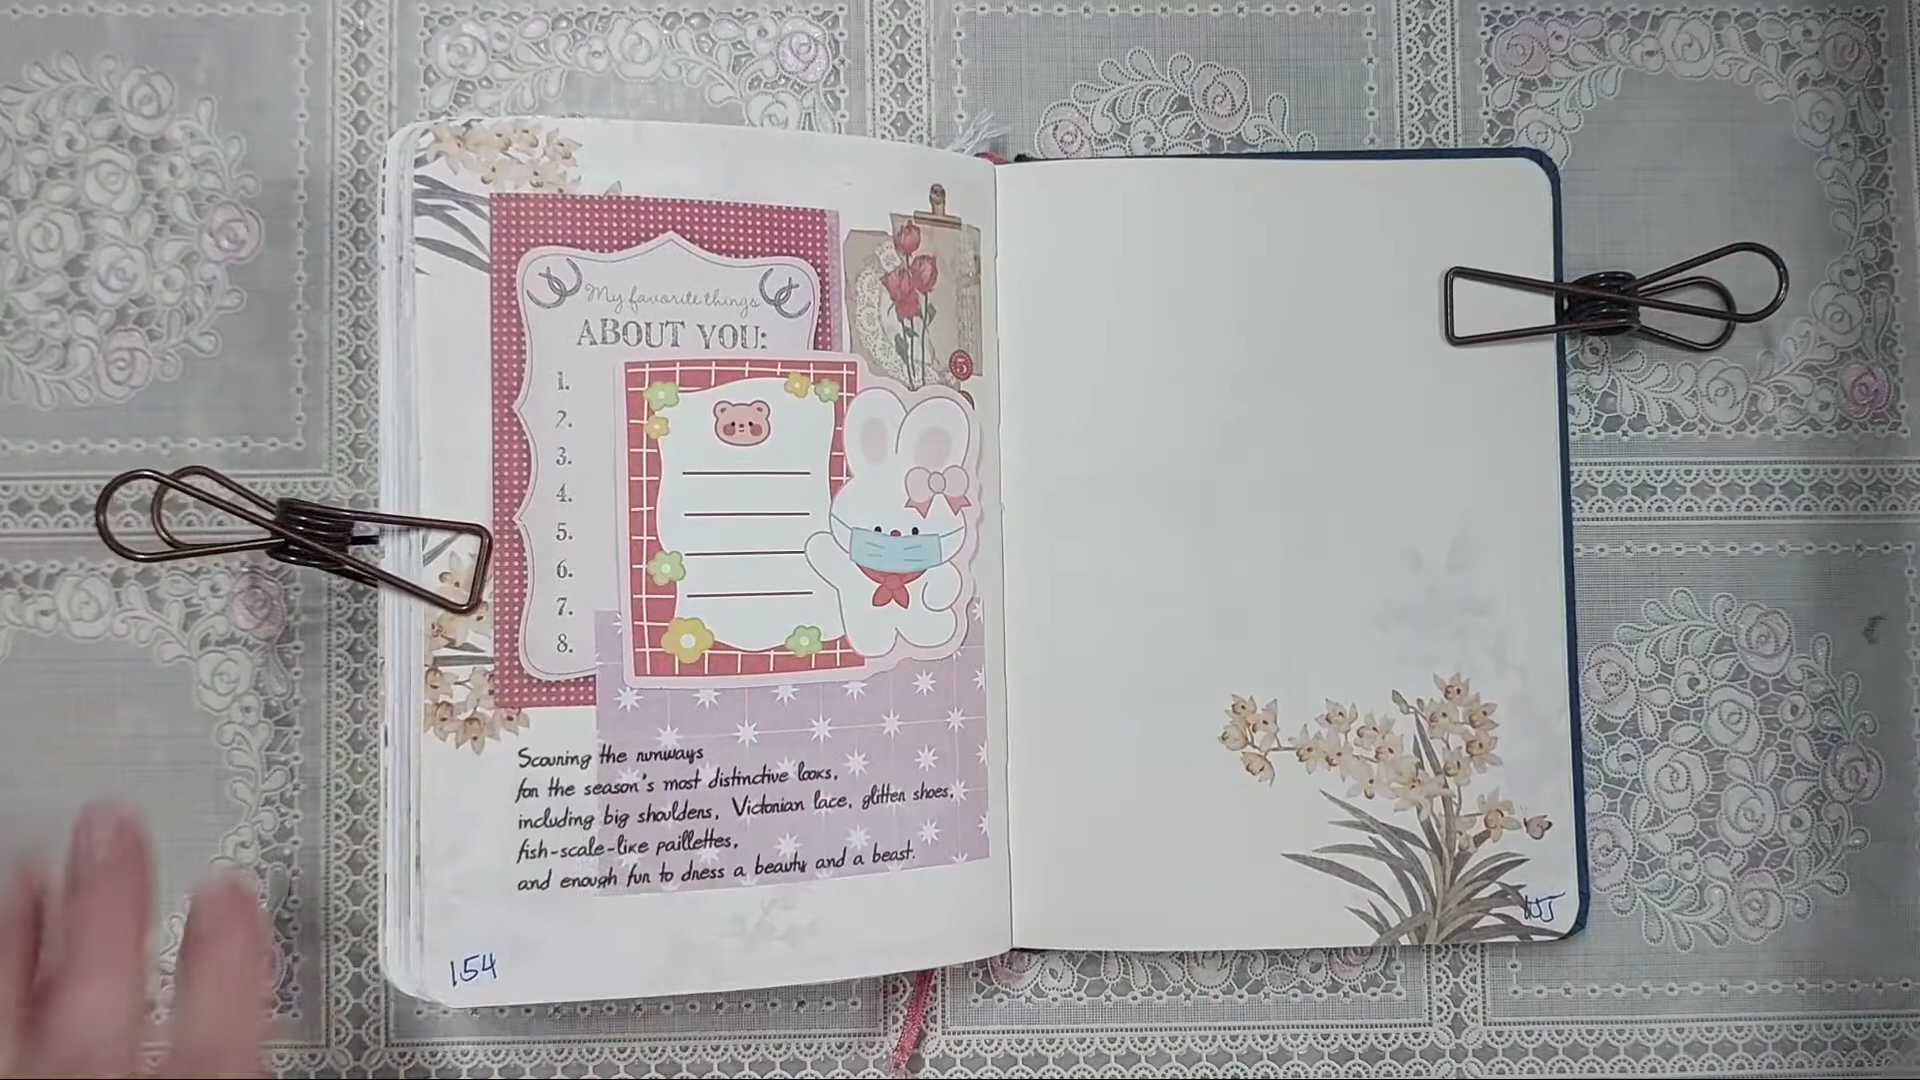 My favorite things
ABOUT YOU:
1.
2.
3.
4.
5.
6.
7.
8.
5
Scouring the runways
for the season's most distinctive looks,
including big shoulders, Victorian lace, glitter shoes,
fish-scale-like paillettes,
and enough fun to dress a beauty and a beast.
154
155